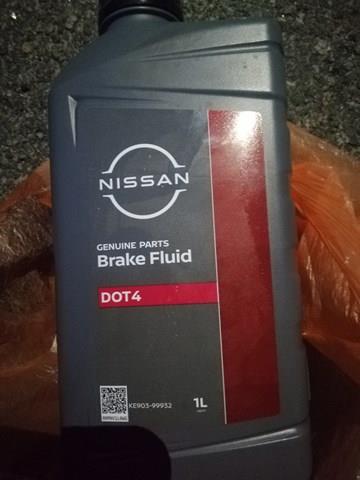 NISSAN
GENUINE PARTS
Brake Fluid
DOT4
KE903-99932
1L